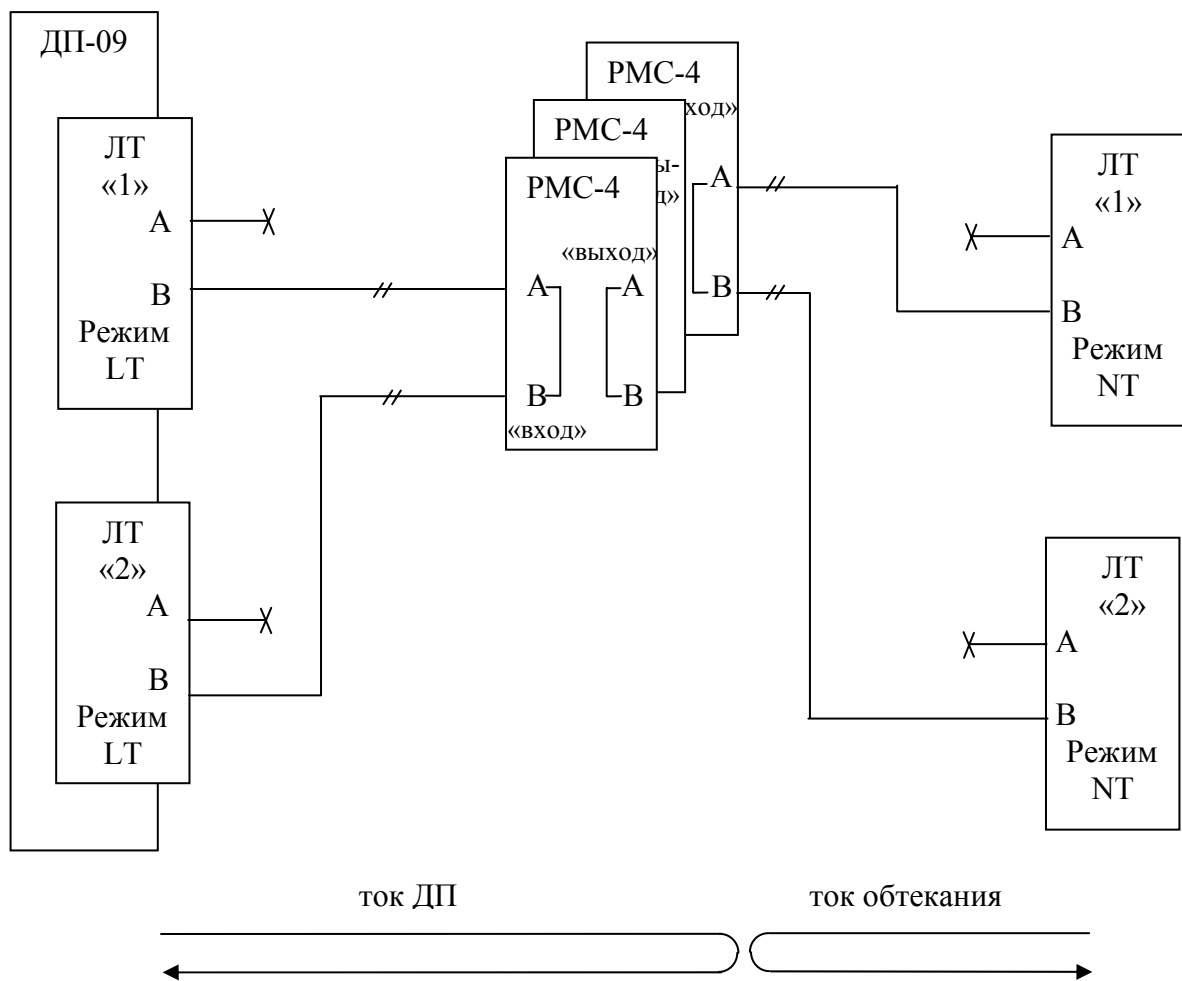 ДП-09
ЛТ
«1»
А
В
Режим
LT
ЛТ
«2»
А
В
Режим
LT
РМС-4
ход»
А
В
РМС-4
ы-
д»
РМС-4
«выход»
А
А
В
В
«вход»
ЛТ
«1»
А
В
Режим
NT
ЛТ
«2»
А
В
Режим
NT
ток ДП
ток обтекания